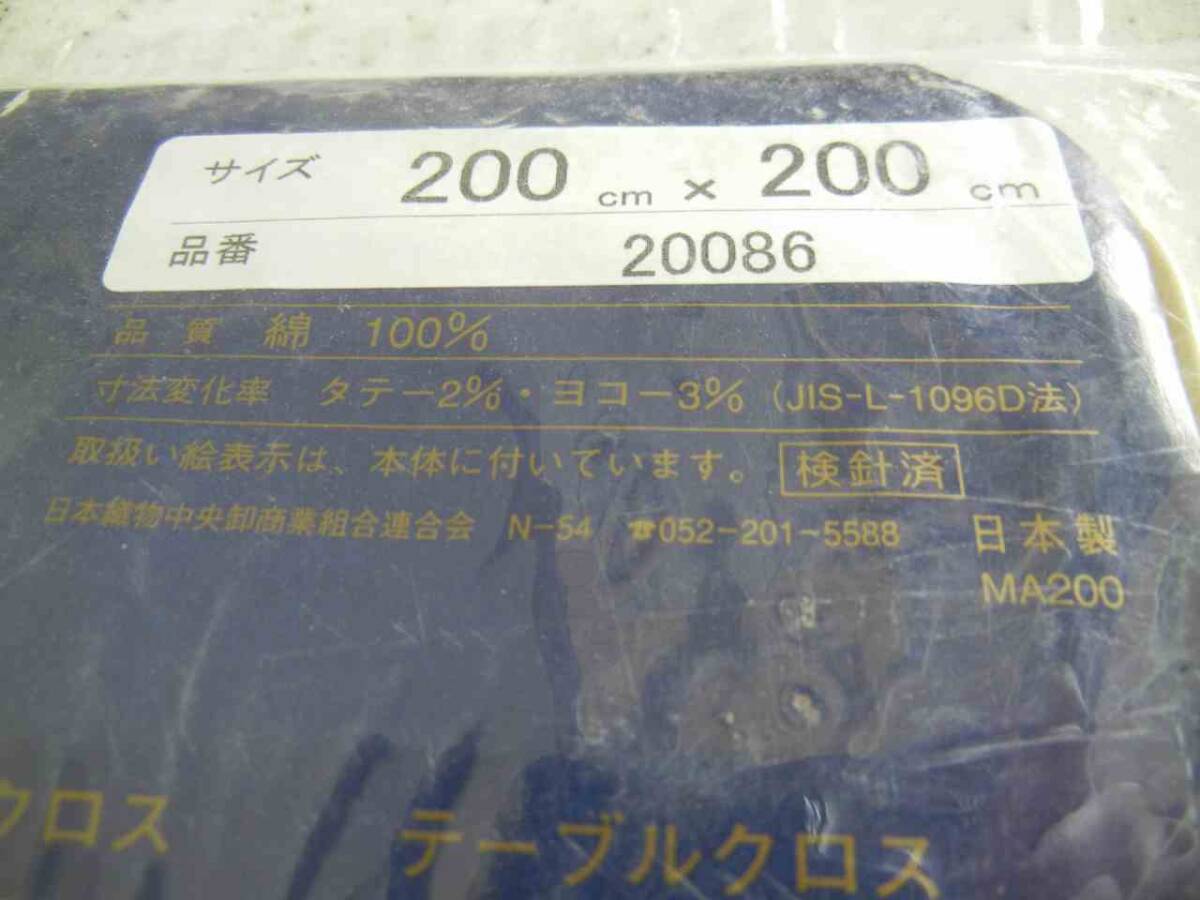 サイズ 200 cm × 200 cm
品番 20086
品質 綿 100%
寸法変化率 タテー2%・ヨコー3%(JIS-L-1096D法)
取扱い絵表示は、本体に付いています。 検針済
日本織物中央卸商業組合連合会 N-54 ☎052-201-5588 日本製
MA200
クロス テーブルクロス